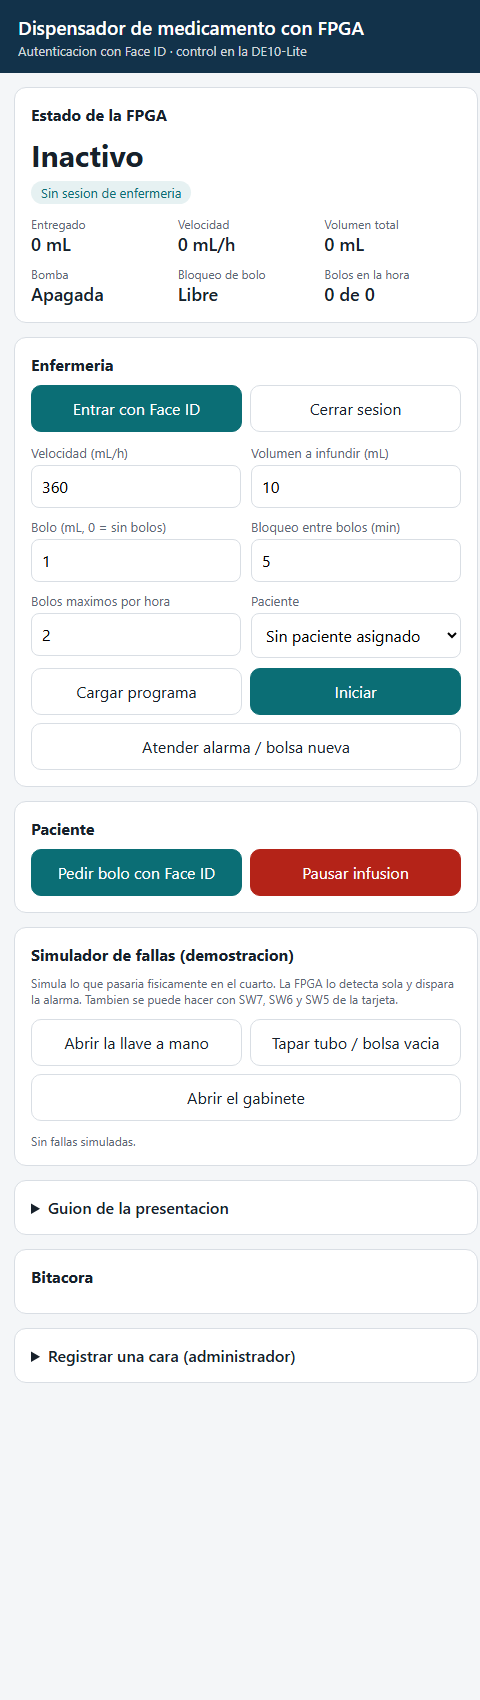 Dispensador de medicamento con FPGA
Autenticacion con Face ID · control en la DE10-Lite
Estado de la FPGA
Inactivo
Sin sesion de enfermeria
Entregado
Velocidad
Volumen total
0 mL
0 mL/h
0 mL
Bomba
Bloqueo de bolo
Bolos en la hora
Apagada
Libre
0 de 0
Enfermeria
Entrar con Face ID
Cerrar sesion
Velocidad (mL/h)
Volumen a infundir (mL)
360
10
Bolo (mL, 0 = sin bolos)
Bloqueo entre bolos (min)
1
5
Bolos maximos por hora
Paciente
2
Sin paciente asignado
Cargar programa
Iniciar
Atender alarma / bolsa nueva
Paciente
Pedir bolo con Face ID
Pausar infusion
Simulador de fallas (demostracion)
Simula lo que pasaria fisicamente en el cuarto. La FPGA lo detecta sola y dispara
la alarma. Tambien se puede hacer con SW7, SW6 y SW5 de la tarjeta.
Abrir la llave a mano
Tapar tubo / bolsa vacia
Abrir el gabinete
Sin fallas simuladas.
Guion de la presentacion
Bitacora
Registrar una cara (administrador)